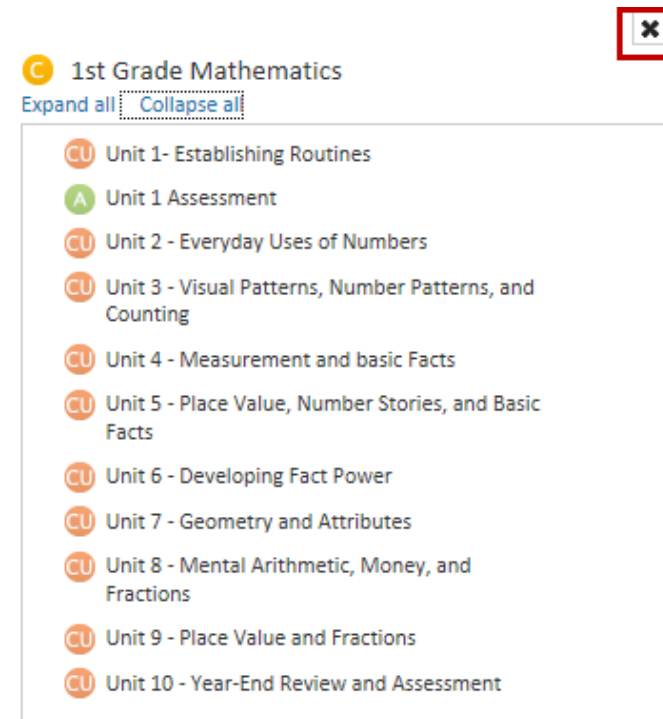 ✖
C 1st Grade Mathematics
Expand all Collapse all
CU Unit 1- Establishing Routines
A Unit 1 Assessment
CU Unit 2 - Everyday Uses of Numbers
CU Unit 3 - Visual Patterns, Number Patterns, and
Counting
CU Unit 4 - Measurement and basic Facts
CU Unit 5 - Place Value, Number Stories, and Basic
Facts
CU Unit 6 - Developing Fact Power
CU Unit 7 - Geometry and Attributes
CU Unit 8 - Mental Arithmetic, Money, and
Fractions
CU Unit 9 - Place Value and Fractions
CU Unit 10 - Year-End Review and Assessment